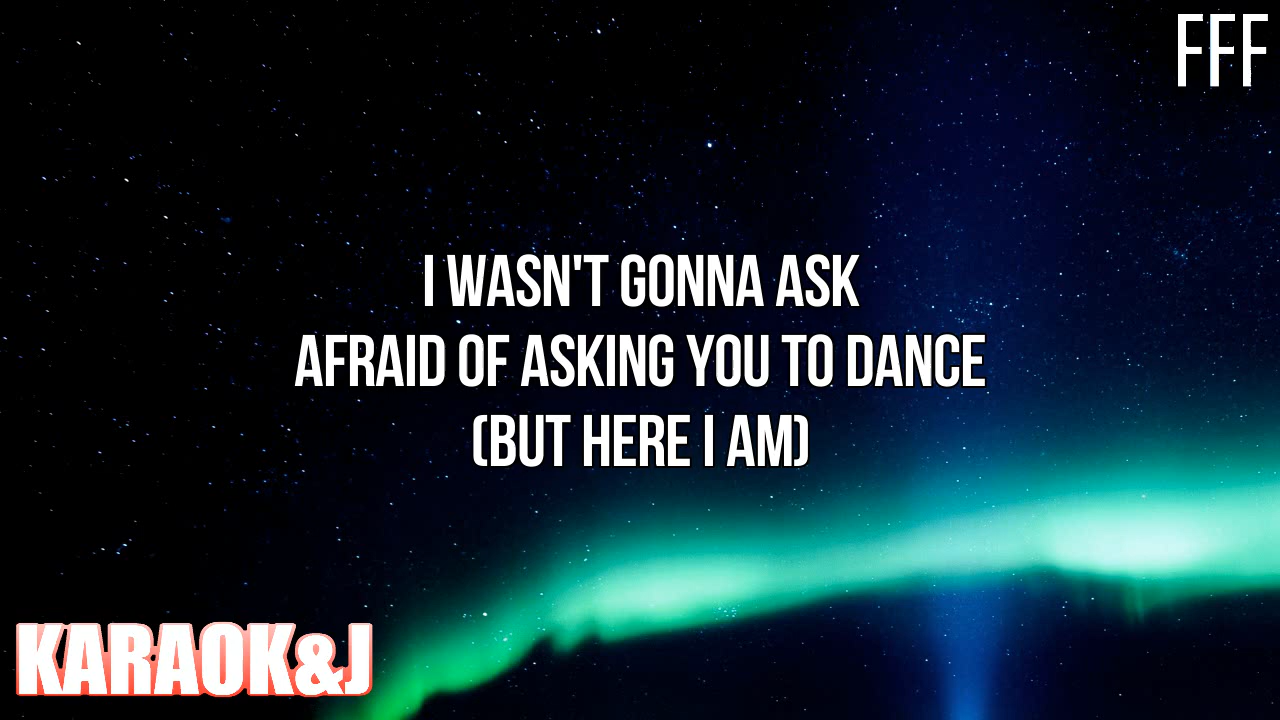 FFF
I WASN'T GONNA ASK
AFRAID OF ASKING YOU TO DANCE
(BUT HERE I AM)
KARAOK&J